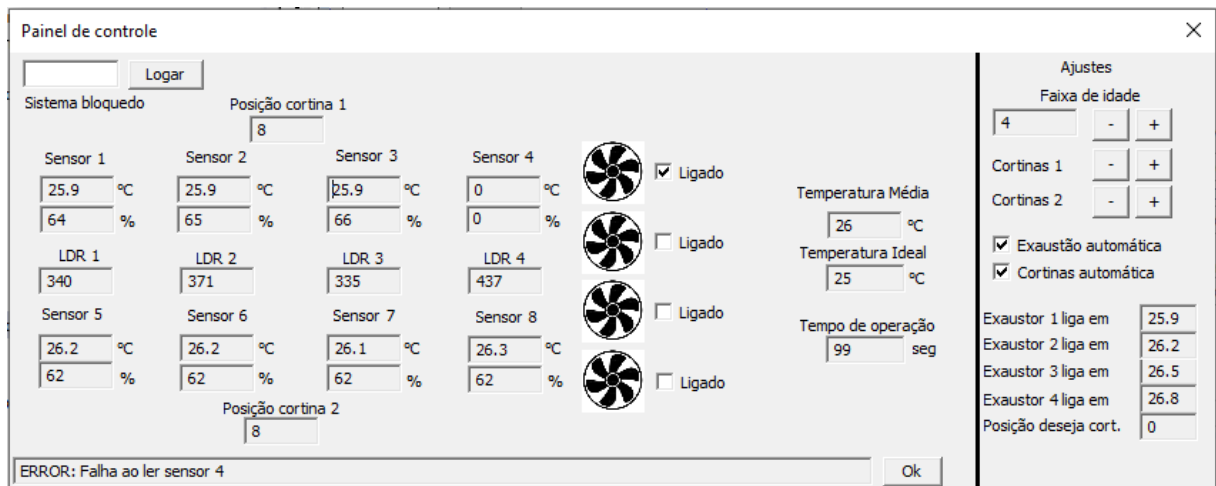 Painel de controle
Logar
Sistema bloquedo
Posição cortina 1
8
Sensor 1 Sensor 2 Sensor 3 Sensor 4
25.9 ºC 25.9 ºC 25.9 ºC 0 ºC
64 % 65 % 66 % 0 %
LDR 1 LDR 2 LDR 3 LDR 4
340 371 335 437
Sensor 5 Sensor 6 Sensor 7 Sensor 8
26.2 ºC 26.2 ºC 26.1 ºC 26.3 ºC
62 % 62 % 62 % 62 %
Posição cortina 2
8
Ligado
Ligado
Ligado
Ligado
Temperatura Média
26 ºC
Temperatura Ideal
25 ºC
Tempo de operação
99 seg
ERROR: Falha ao ler sensor 4 Ok
Ajustes
Faixa de idade
4 - +
Cortinas 1 - +
Cortinas 2 - +
Exaustão automática
Cortinas automática
Exaustor 1 liga em 25.9
Exaustor 2 liga em 26.2
Exaustor 3 liga em 26.5
Exaustor 4 liga em 26.8
Posição deseja cort. 0